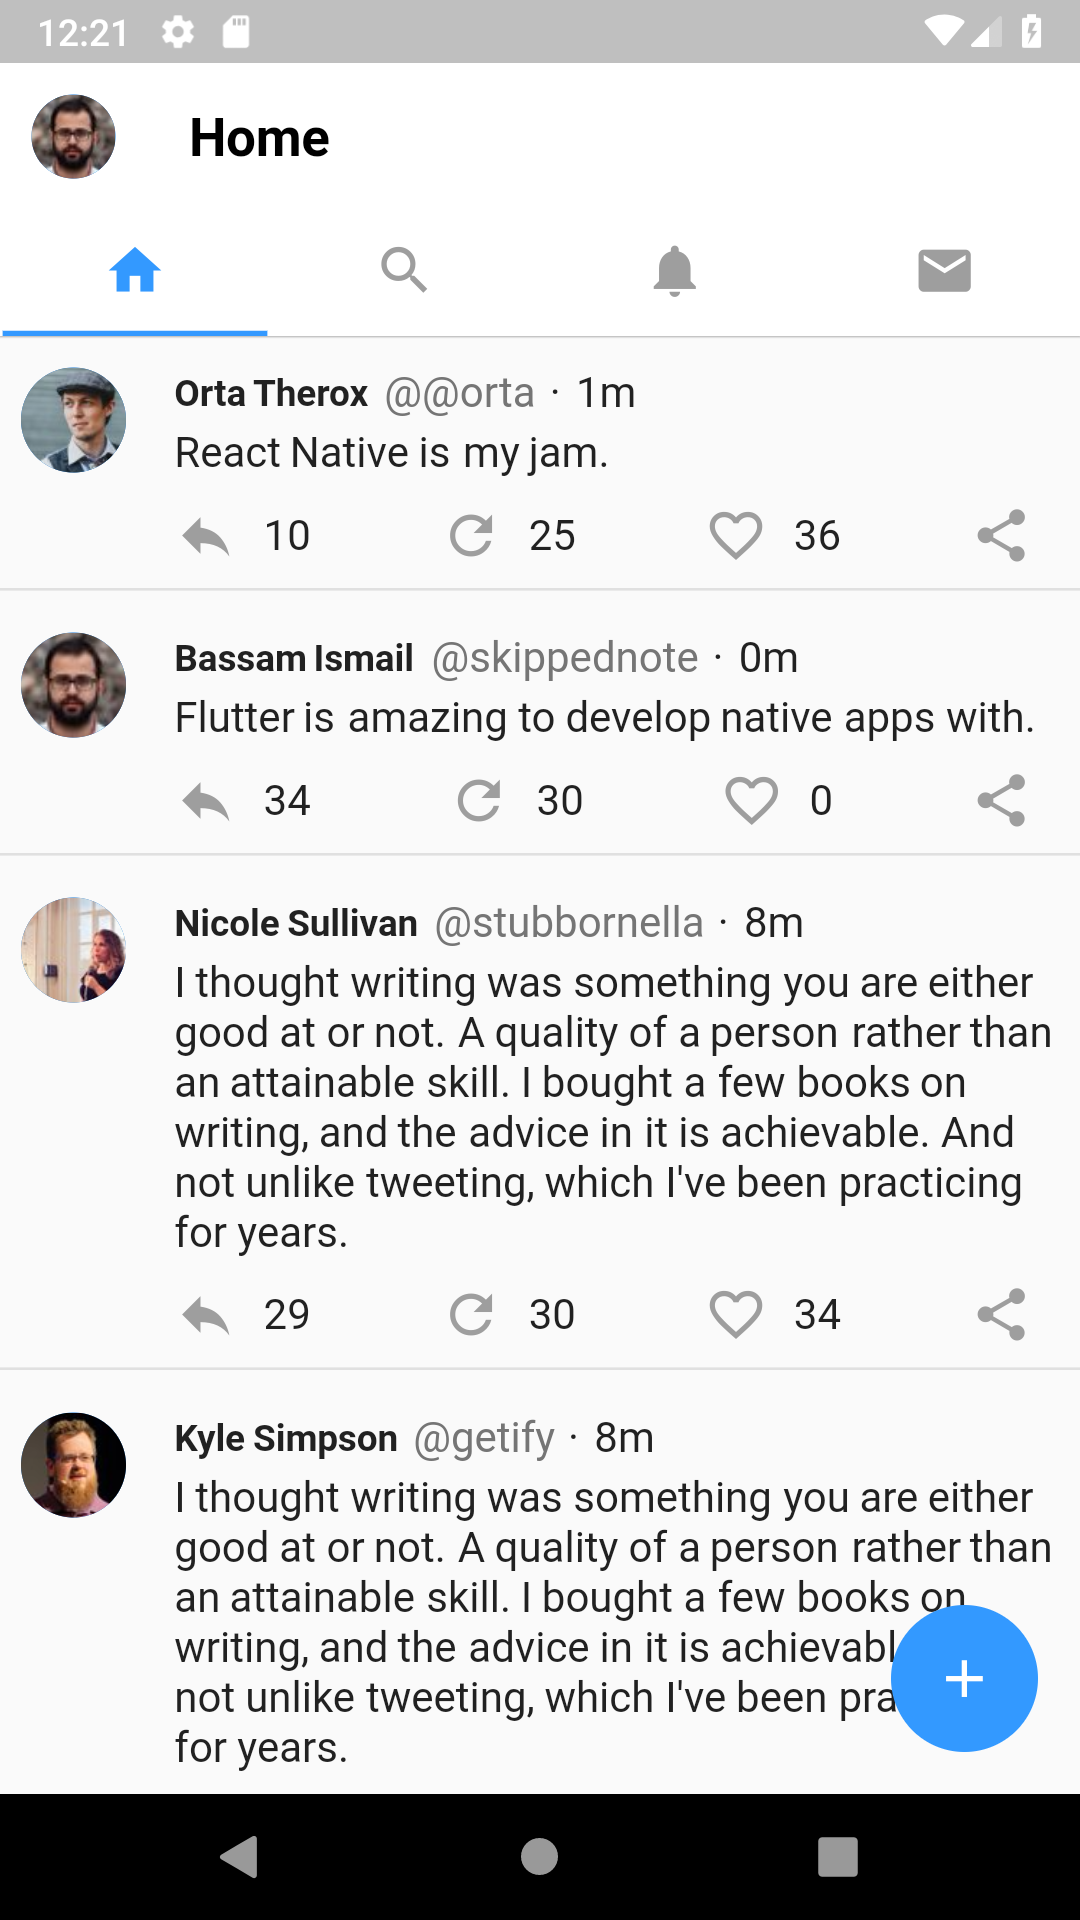 12:21
Home
Orta Therox @@orta · 1m
React Native is my jam.
10 25 36
Bassam Ismail @skippednote · 0m
Flutter is amazing to develop native apps with.
34 30 0
Nicole Sullivan @stubbornella · 8m
I thought writing was something you are either
good at or not. A quality of a person rather than
an attainable skill. I bought a few books on
writing, and the advice in it is achievable. And
not unlike tweeting, which I've been practicing
for years.
29 30 34
Kyle Simpson @getify · 8m
I thought writing was something you are either
good at or not. A quality of a person rather than
an attainable skill. I bought a few books on
writing, and the advice in it is achievabl
not unlike tweeting, which I've been pra
for years.